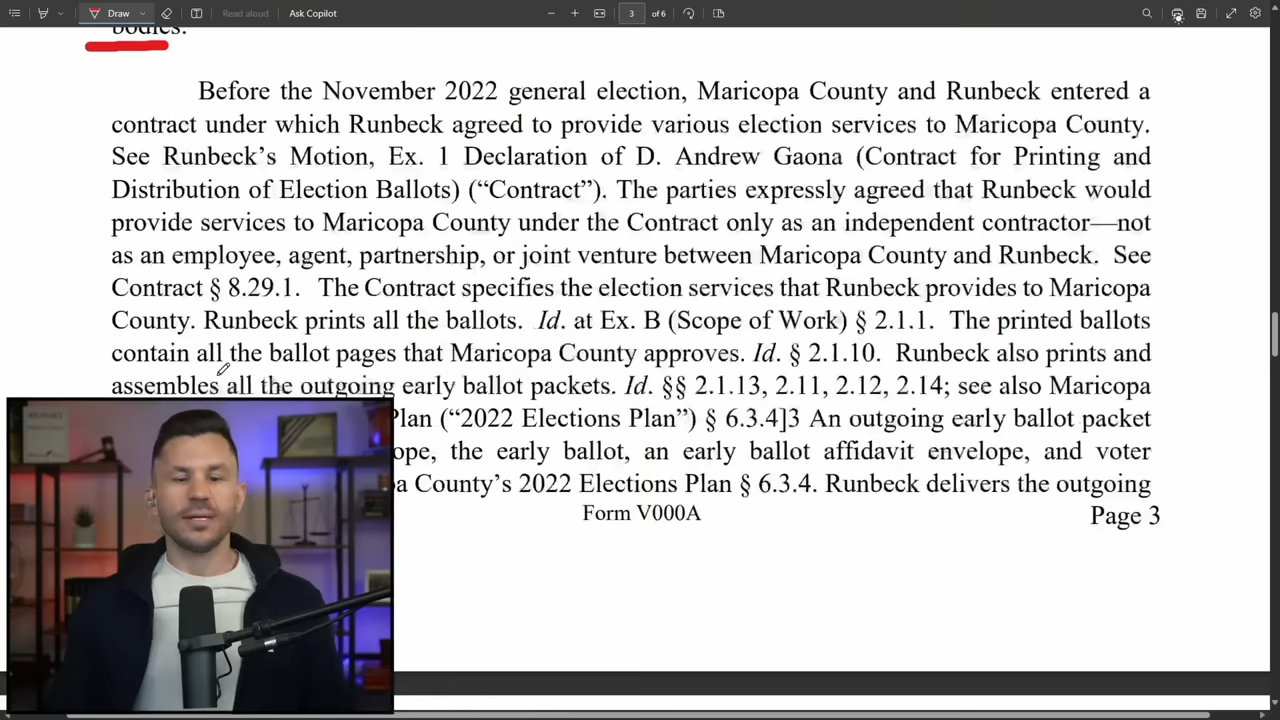 Draw
Read aloud
Ask Copilot
3 of 6
bodies.
Before the November 2022 general election, Maricopa County and Runbeck entered a
contract under which Runbeck agreed to provide various election services to Maricopa County.
See Runbeck’s Motion, Ex. 1 Declaration of D. Andrew Gaona (Contract for Printing and
Distribution of Election Ballots) (“Contract”). The parties expressly agreed that Runbeck would
provide services to Maricopa County under the Contract only as an independent contractor—not
as an employee, agent, partnership, or joint venture between Maricopa County and Runbeck. See
Contract § 8.29.1. The Contract specifies the election services that Runbeck provides to Maricopa
County. Runbeck prints all the ballots. Id. at Ex. B (Scope of Work) § 2.1.1. The printed ballots
contain all the ballot pages that Maricopa County approves. Id. § 2.1.10. Runbeck also prints and
assembles all the outgoing early ballot packets. Id. §§ 2.1.13, 2.11, 2.12, 2.14; see also Maricopa
Plan (“2022 Elections Plan”) § 6.3.4]3 An outgoing early ballot packet
ope, the early ballot, an early ballot affidavit envelope, and voter
a County’s 2022 Elections Plan § 6.3.4. Runbeck delivers the outgoing
Form V000A
Page 3